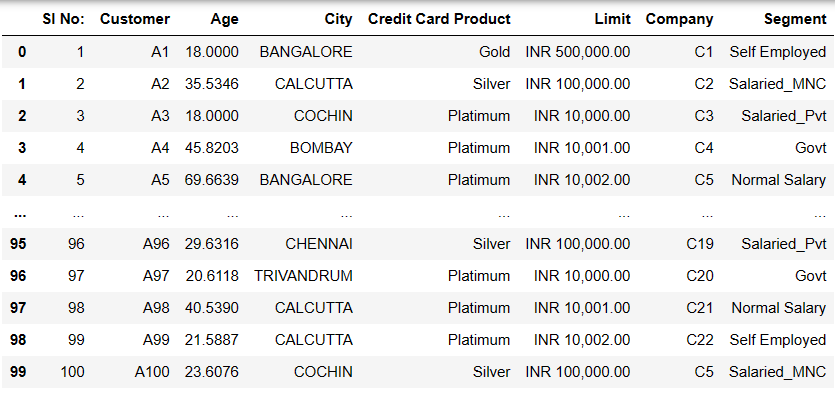 Sl No: Customer Age City Credit Card Product Limit Company Segment
0 1 A1 18.0000 BANGALORE Gold INR 500,000.00 C1 Self Employed
1 2 A2 35.5346 CALCUTTA Silver INR 100,000.00 C2 Salaried_MNC
2 3 A3 18.0000 COCHIN Platinum INR 10,000.00 C3 Salaried_Pvt
3 4 A4 45.8203 BOMBAY Platinum INR 10,001.00 C4 Govt
4 5 A5 69.6639 BANGALORE Platinum INR 10,002.00 C5 Normal Salary
... ... ... ... ... ... ... ... ...
95 96 A96 29.6316 CHENNAI Silver INR 100,000.00 C19 Salaried_Pvt
96 97 A97 20.6118 TRIVANDRUM Platinum INR 10,000.00 C20 Govt
97 98 A98 40.5390 CALCUTTA Platinum INR 10,001.00 C21 Normal Salary
98 99 A99 21.5887 CALCUTTA Platinum INR 10,002.00 C22 Self Employed
99 100 A100 23.6076 COCHIN Silver INR 100,000.00 C5 Salaried_MNC